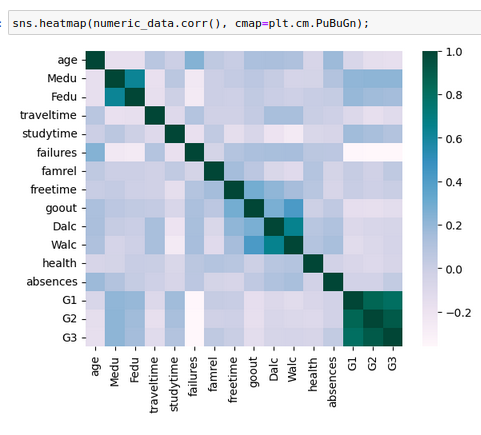 sns.heatmap(numeric_data.corr(), cmap=plt.cm.PuBuGn);
age
Medu
Fedu
traveltime
studytime
failures
famrel
freetime
goout
Dalc
Walc
health
absences
G1
G2
G3
age
Medu
Fedu
traveltime
studytime
failures
famrel
freetime
goout
Dalc
Walc
health
absences
G1
G2
G3
1.0
0.8
0.6
0.4
0.2
0.0
−0.2